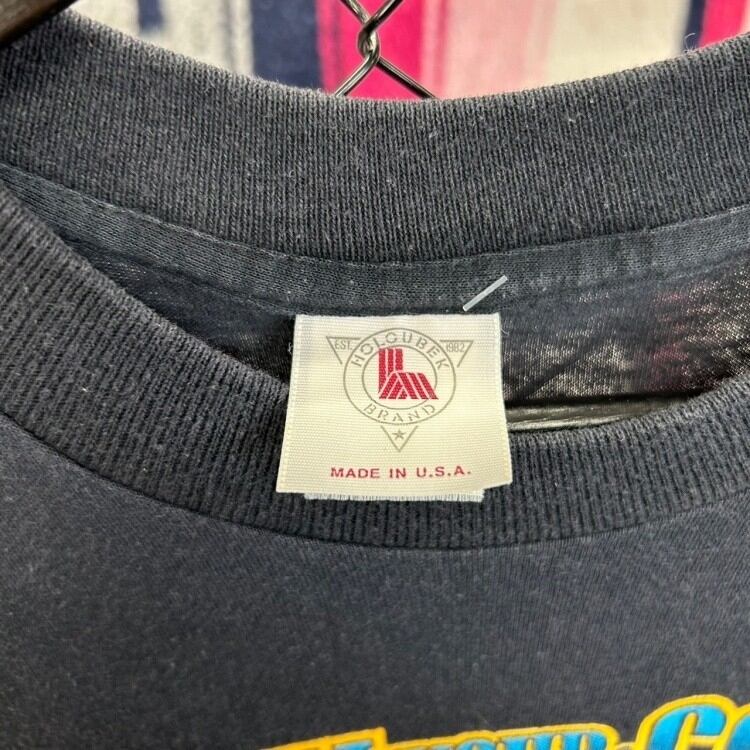 EST. 1982
HOLOUBEK
BRAND
MADE IN U.S.A.